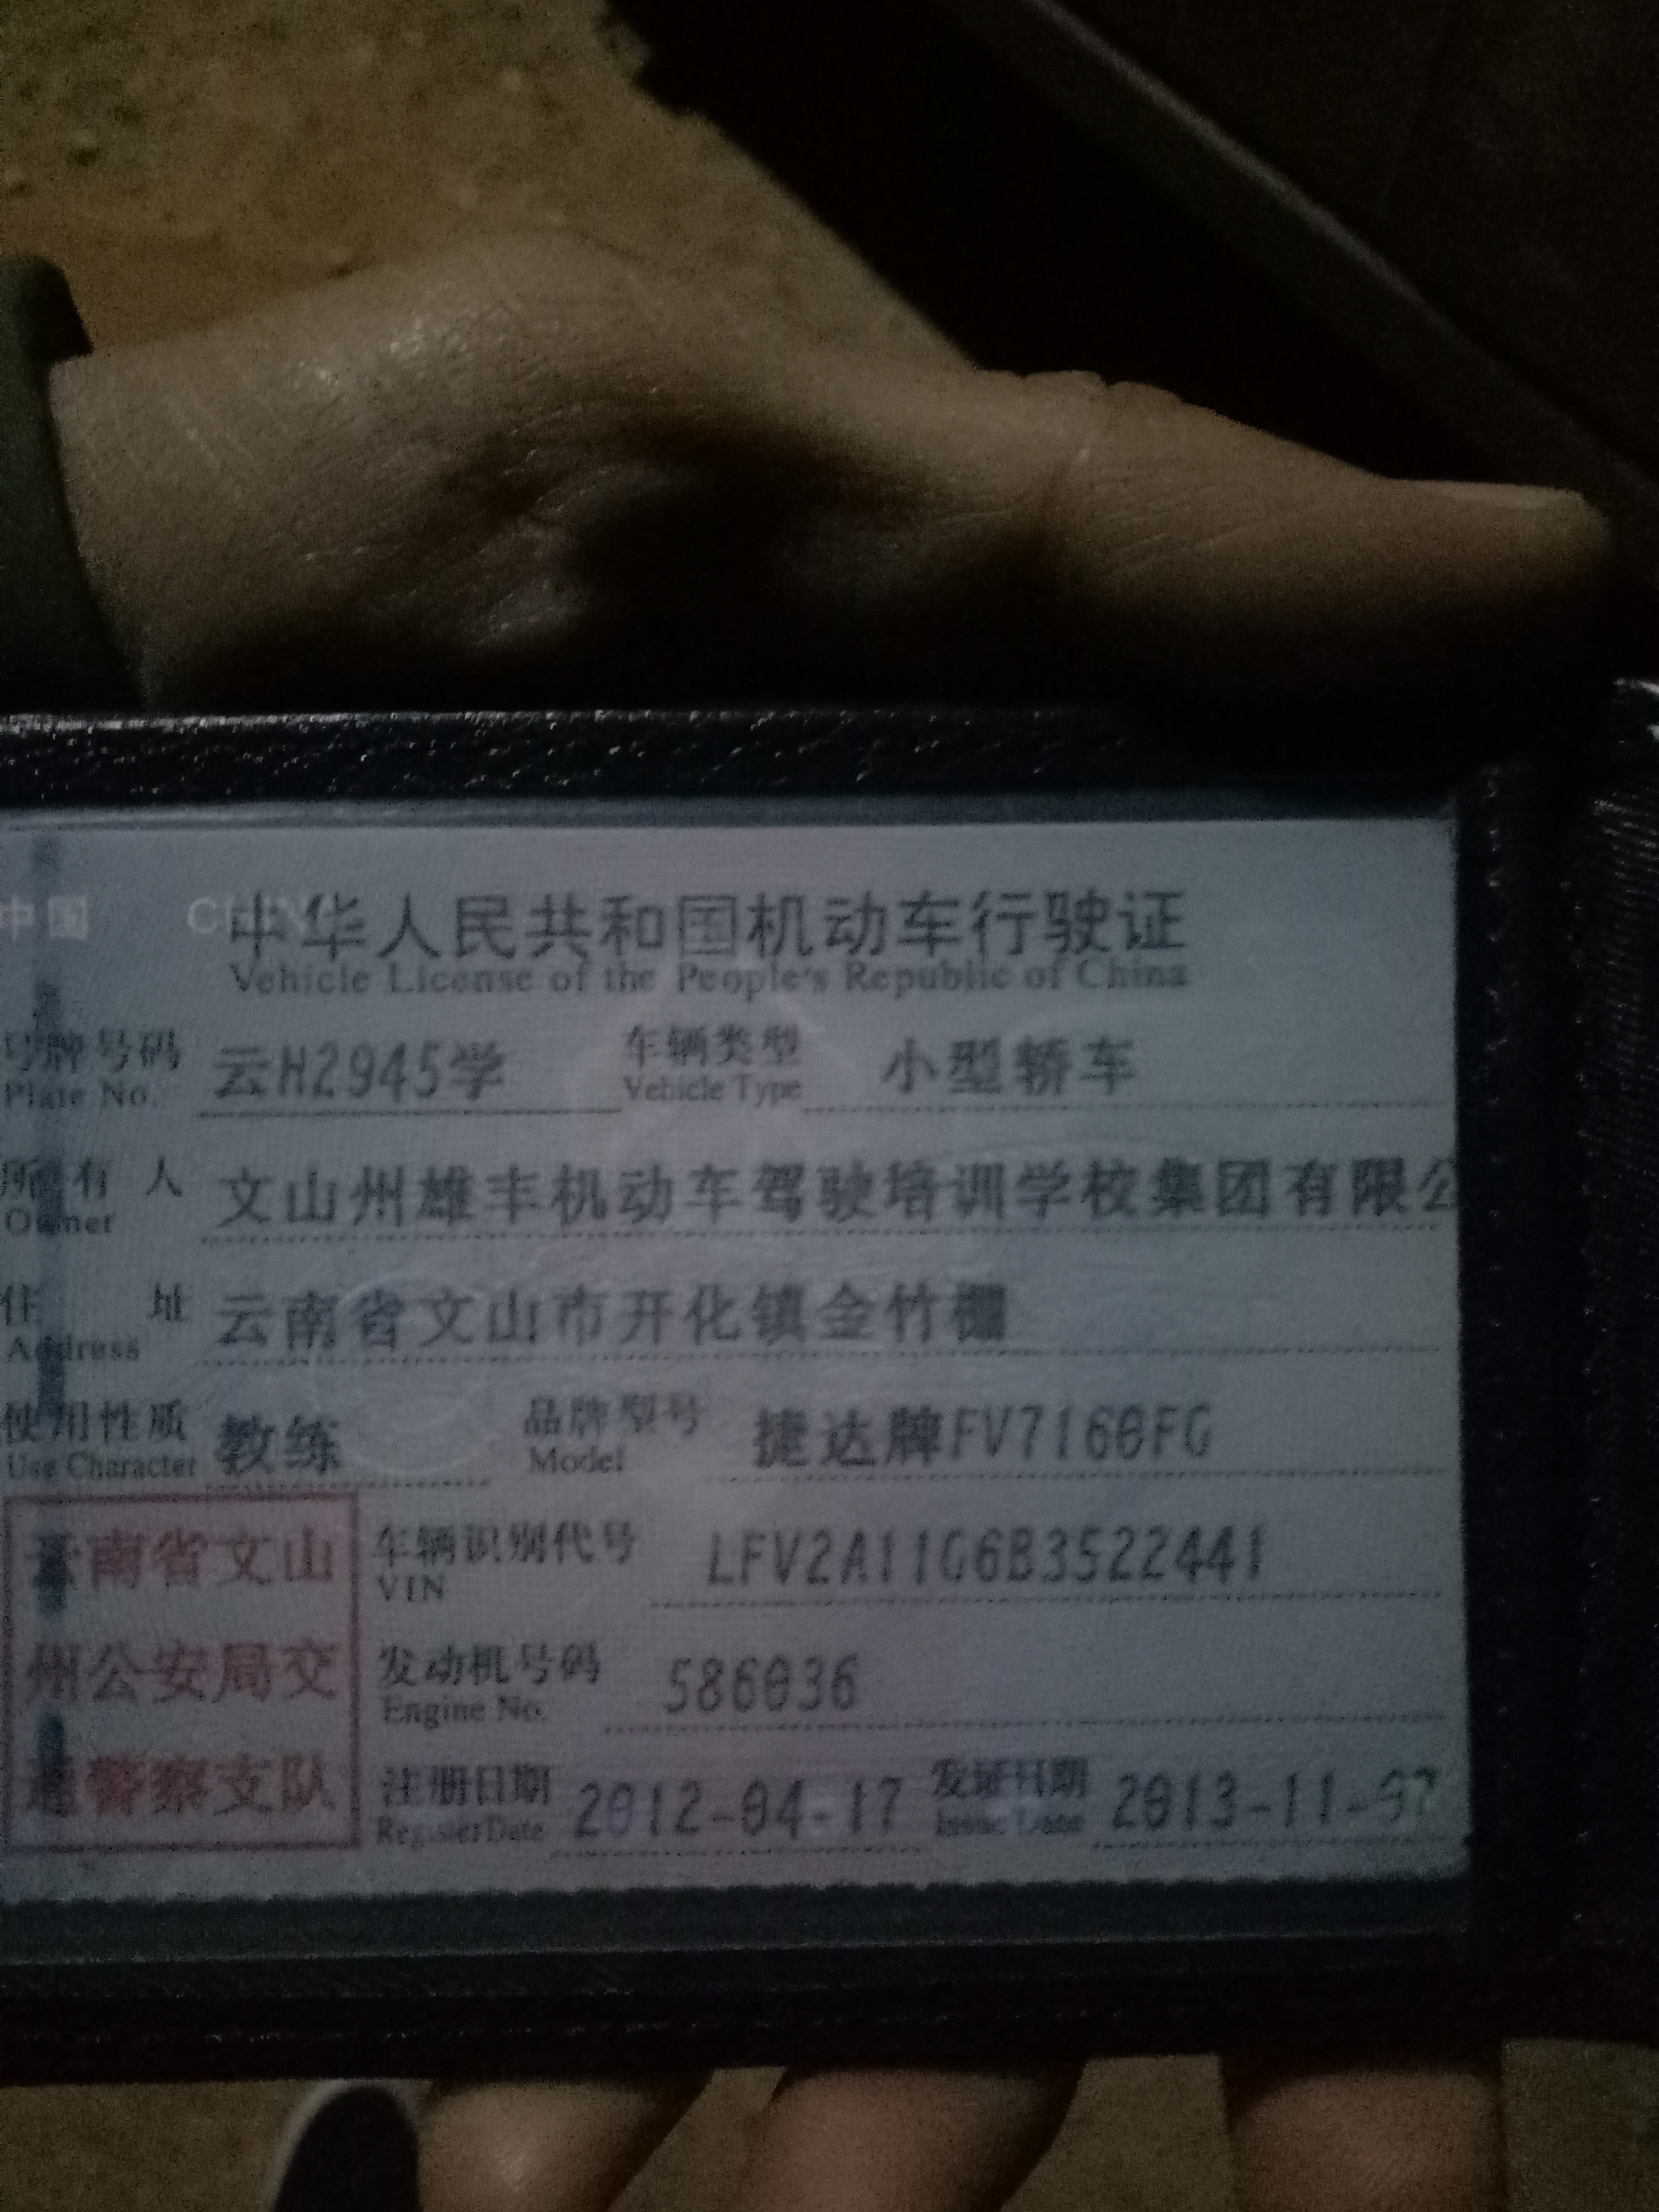 中国 CHINA
中华人民共和国机动车行驶证
Vehicle License of the People's Republic of China
号牌号码 云H2945学 车辆类型 小型轿车
Plate No. Vehicle Type
所有人 文山州雄丰机动车驾驶培训学校集团有限公
Owner
住址 云南省文山市开化镇金竹棚
Address
使用性质 教练 品牌型号 捷达牌FV7160FG
Use Character Model
云南省文山
州公安局交
通警察支队
车辆识别代号 LFV2A11G6B3522441
VIN
发动机号码 586036
Engine No.
注册日期 2012-04-17 发证日期 2013-11-07
Register Date Issue Date